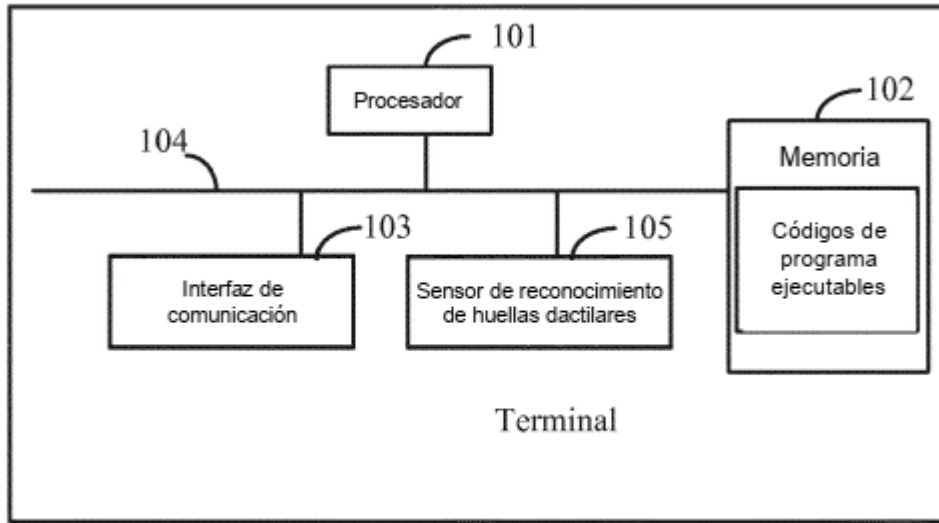 101
Procesador
102
104
Memoria
Códigos de
programa
ejecutables
103
105
Interfaz de
comunicación
Sensor de reconocimiento
de huellas dactilares
Terminal